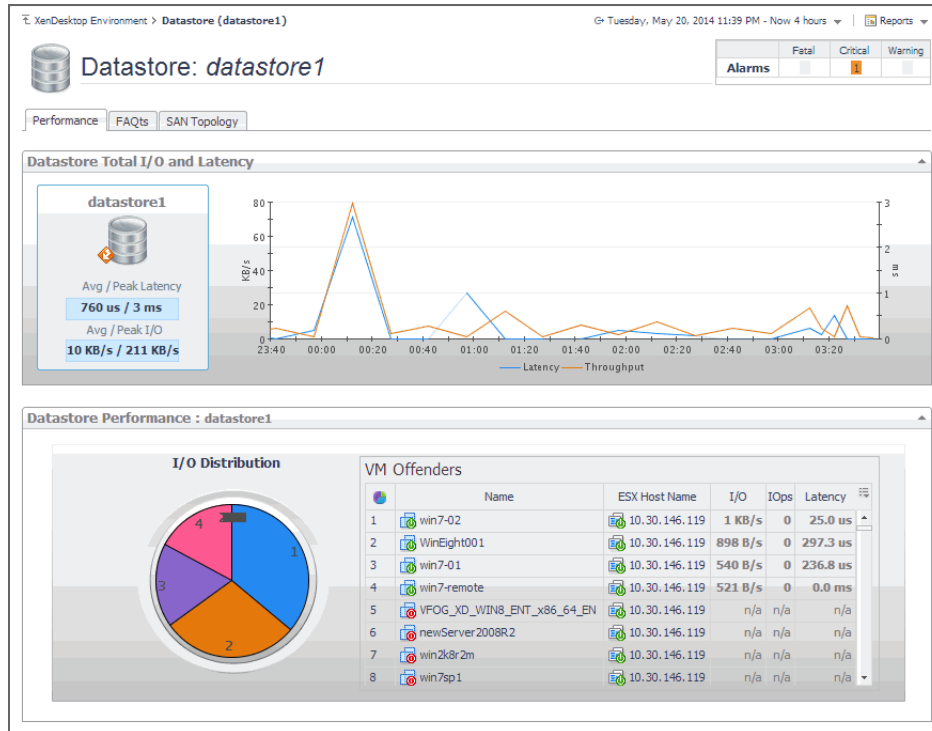 XenDesktop Environment > Datastore (datastore1)
Tuesday, May 20, 2014 11:39 PM - Now 4 hours
Reports
Datastore: datastore1
Fatal Critical Warning
Alarms 1
Performance FAQts SAN Topology
Datastore Total I/O and Latency
datastore1
Avg / Peak Latency
760 us / 3 ms
Avg / Peak I/O
10 KB/s / 211 KB/s
80
60
40
20
0
KB/s
3
2
1
0
ms
23:40 00:00 00:20 00:40 01:00 01:20 01:40 02:00 02:20 02:40 03:00 03:20
Latency Throughput
Datastore Performance : datastore1
I/O Distribution
1
2
3
4
VM Offenders
Name ESX Host Name I/O IOps Latency
1 win7-02 10.30.146.119 1 KB/s 0 25.0 us
2 WinEight001 10.30.146.119 898 B/s 0 297.3 us
3 win7-01 10.30.146.119 540 B/s 0 236.8 us
4 win7-remote 10.30.146.119 521 B/s 0 0.0 ms
5 VFOG_XD_WIN8_ENT_x86_64_EN 10.30.146.119 n/a n/a n/a
6 newServer2008R2 10.30.146.119 n/a n/a n/a
7 win2k8r2m 10.30.146.119 n/a n/a n/a
8 win7sp1 10.30.146.119 n/a n/a n/a